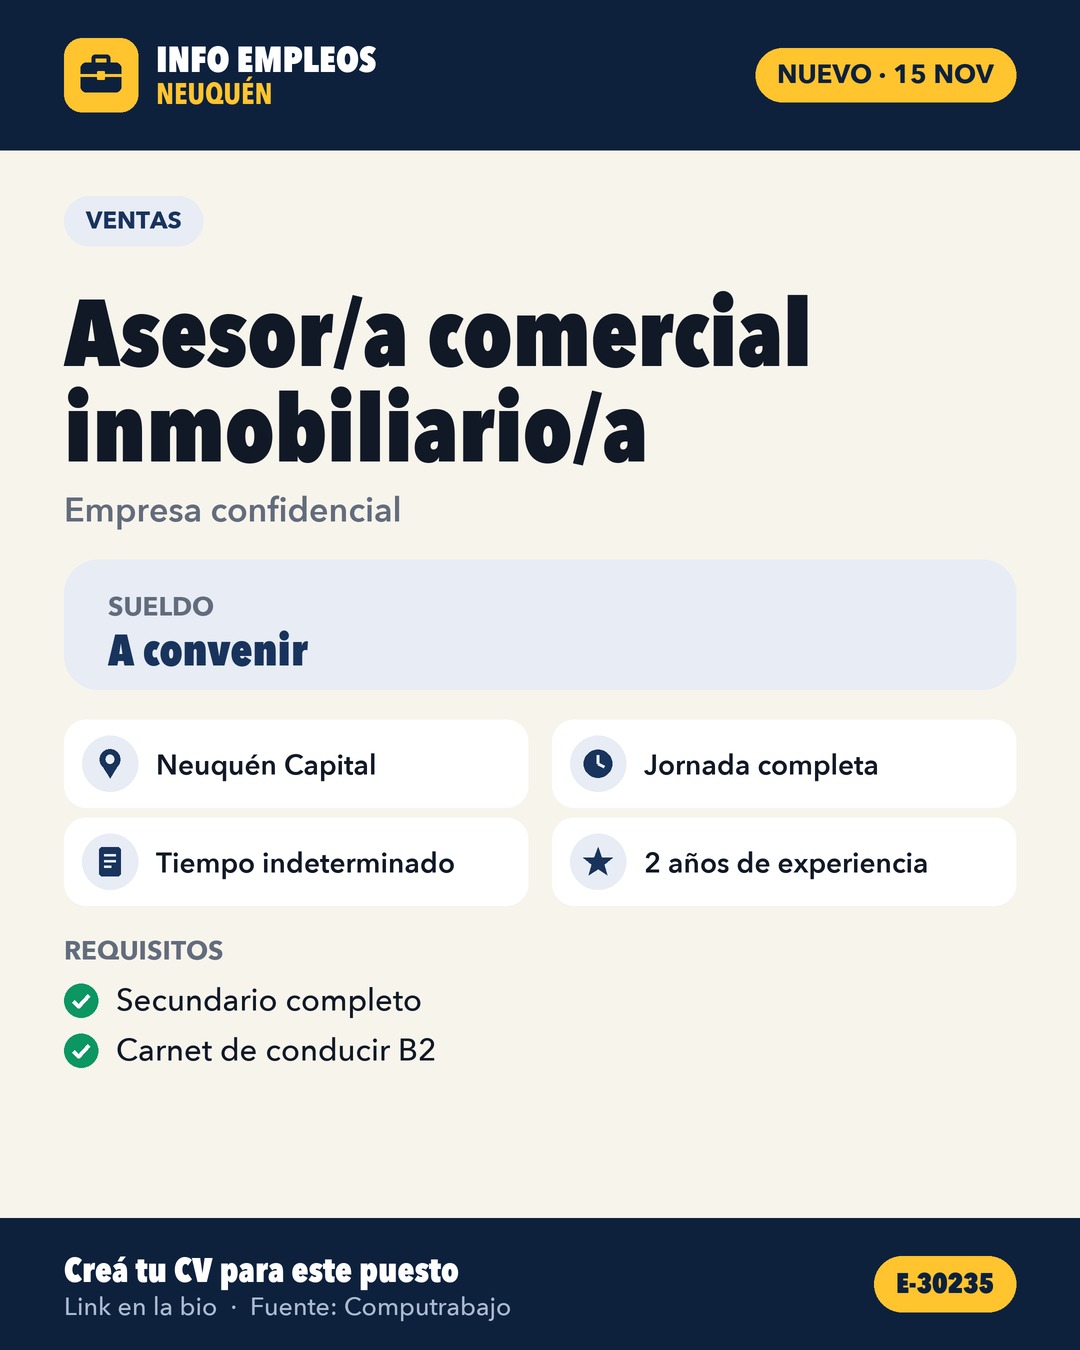 INFO EMPLEOS
NEUQUÉN
NUEVO · 15 NOV
VENTAS
Asesor/a comercial
inmobiliario/a
Empresa confidencial
SUELDO
A convenir
Neuquén Capital
Jornada completa
Tiempo indeterminado
2 años de experiencia
REQUISITOS
Secundario completo
Carnet de conducir B2
Creá tu CV para este puesto
Link en la bio · Fuente: Computrabajo
E-30235